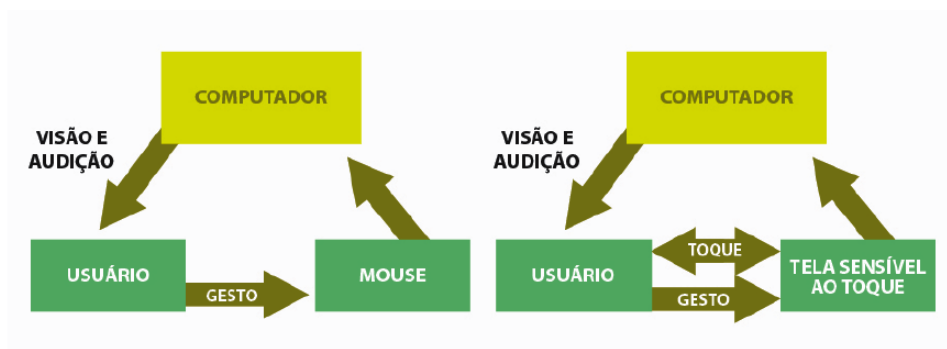 COMPUTADOR
VISÃO E
AUDIÇÃO
USUÁRIO
GESTO
MOUSE
COMPUTADOR
VISÃO E
AUDIÇÃO
USUÁRIO
TOQUE
GESTO
TELA SENSÍVEL
AO TOQUE